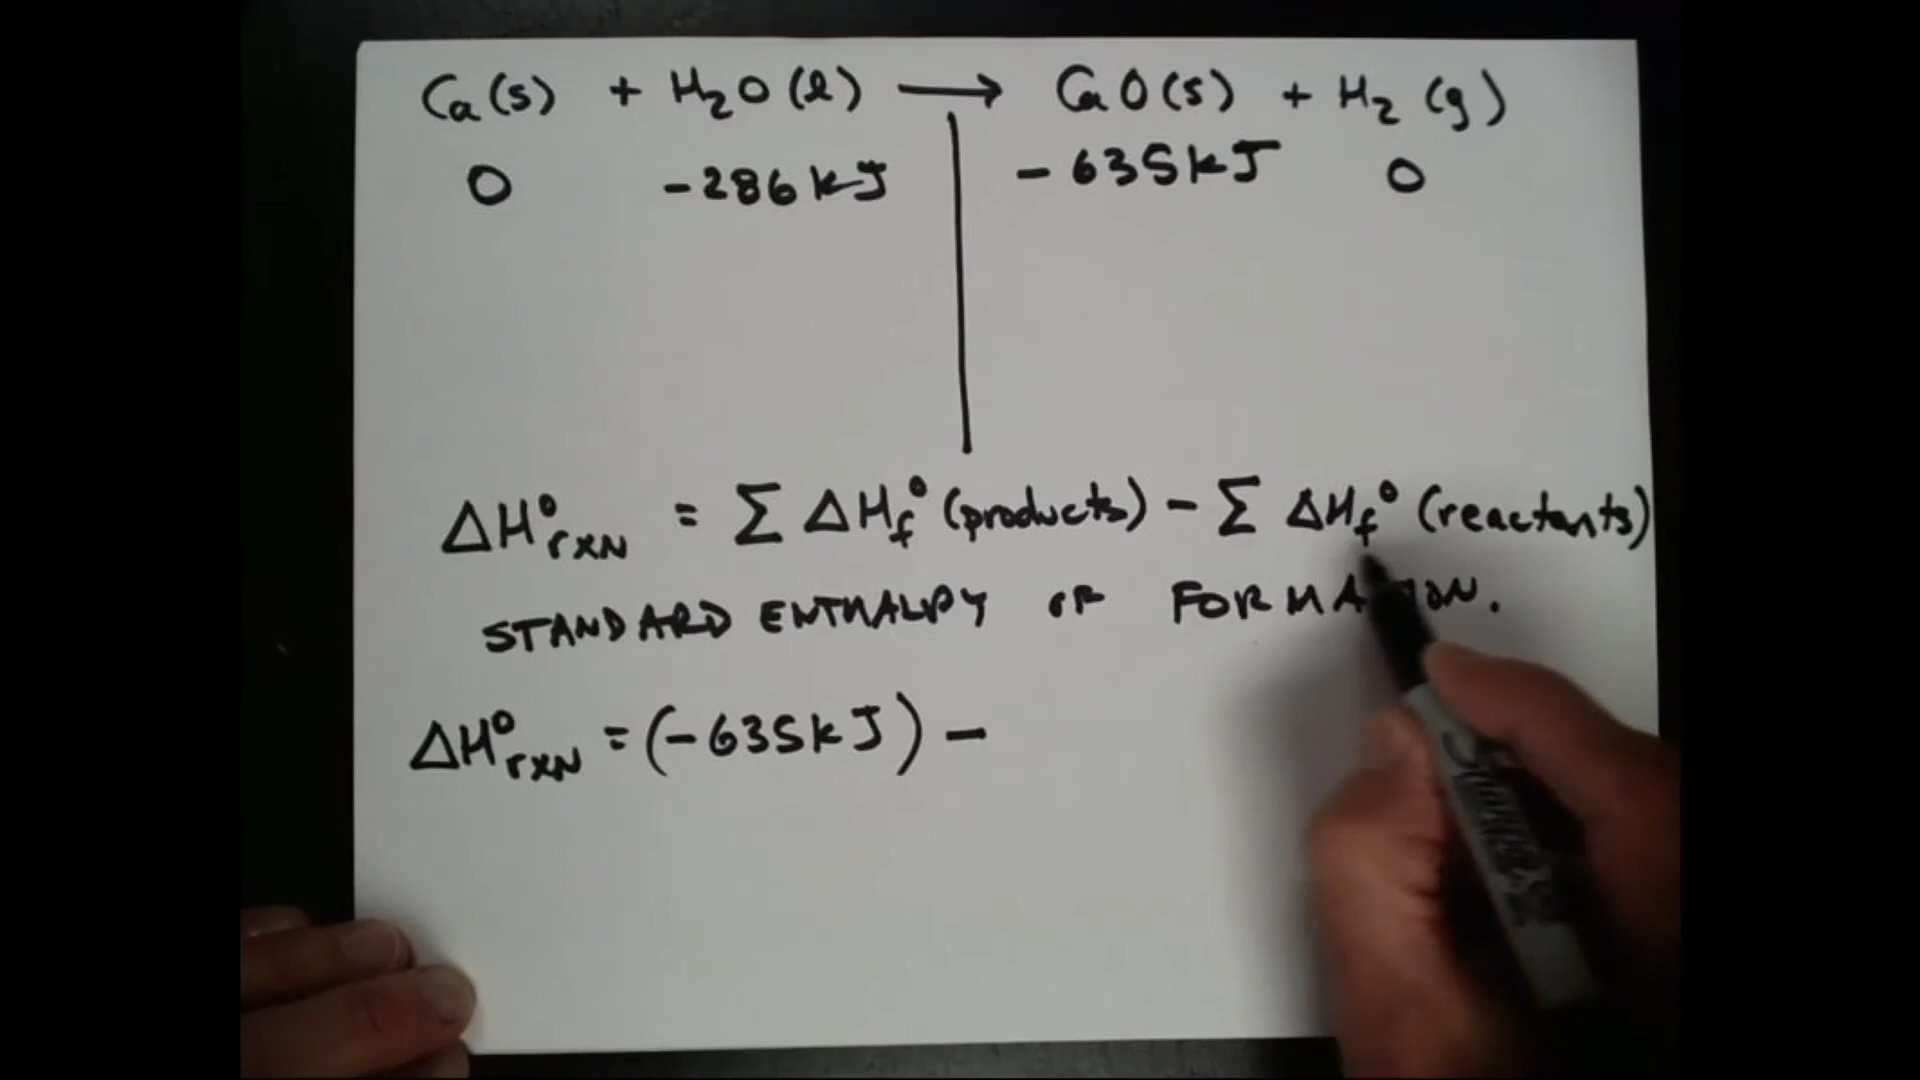 Ca(s) + H₂O(l) → CaO(s) + H₂(g)
0 -286kJ -635kJ 0
ΔH°rxn = Σ ΔHf°(products) - Σ ΔHf°(reactants)
STANDARD ENTHALPY OF
ΔH°rxn = (-635kJ) -
Sharpie